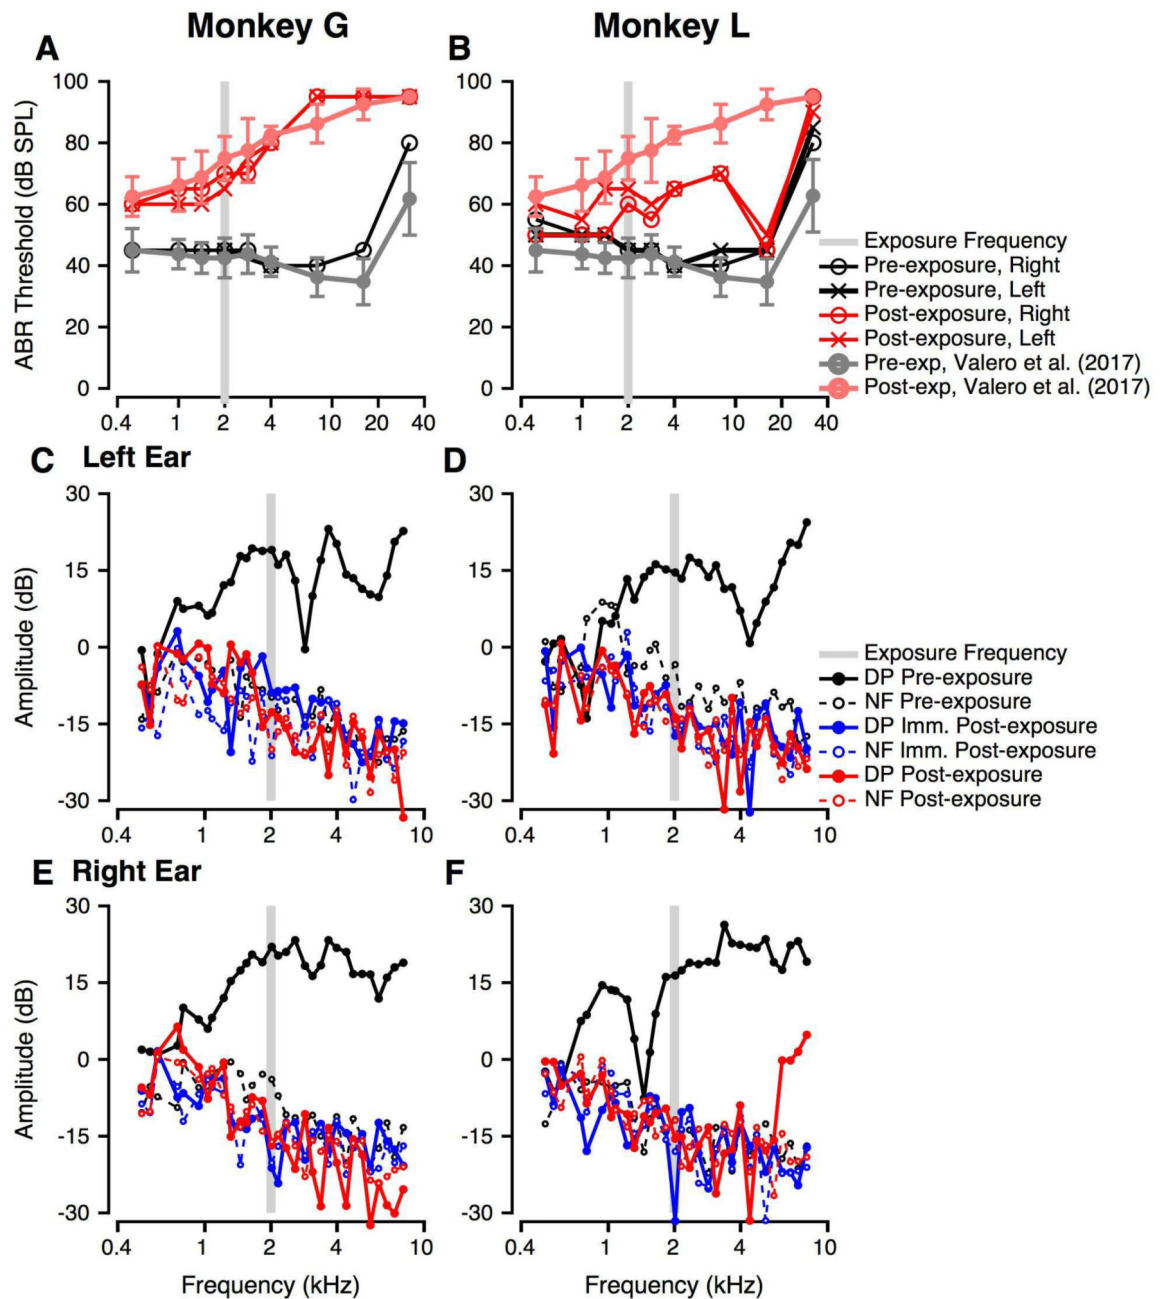 Monkey G
Monkey L
A
B
ABR Threshold (dB SPL)
100
80
60
40
20
0
0.4 1 2 4 10 20 40
100
80
60
40
20
0
0.4 1 2 4 10 20 40
Exposure Frequency
Pre-exposure, Right
Pre-exposure, Left
Post-exposure, Right
Post-exposure, Left
Pre-exp, Valero et al. (2017)
Post-exp, Valero et al. (2017)
C Left Ear
D
Amplitude (dB)
30
15
0
-15
-30
0.4 1 2 4 10
30
15
0
-15
-30
0.4 1 2 4 10
Exposure Frequency
DP Pre-exposure
NF Pre-exposure
DP Imm. Post-exposure
NF Imm. Post-exposure
DP Post-exposure
NF Post-exposure
E Right Ear
F
Amplitude (dB)
30
15
0
-15
-30
0.4 1 2 4 10
Frequency (kHz)
30
15
0
-15
-30
0.4 1 2 4 10
Frequency (kHz)